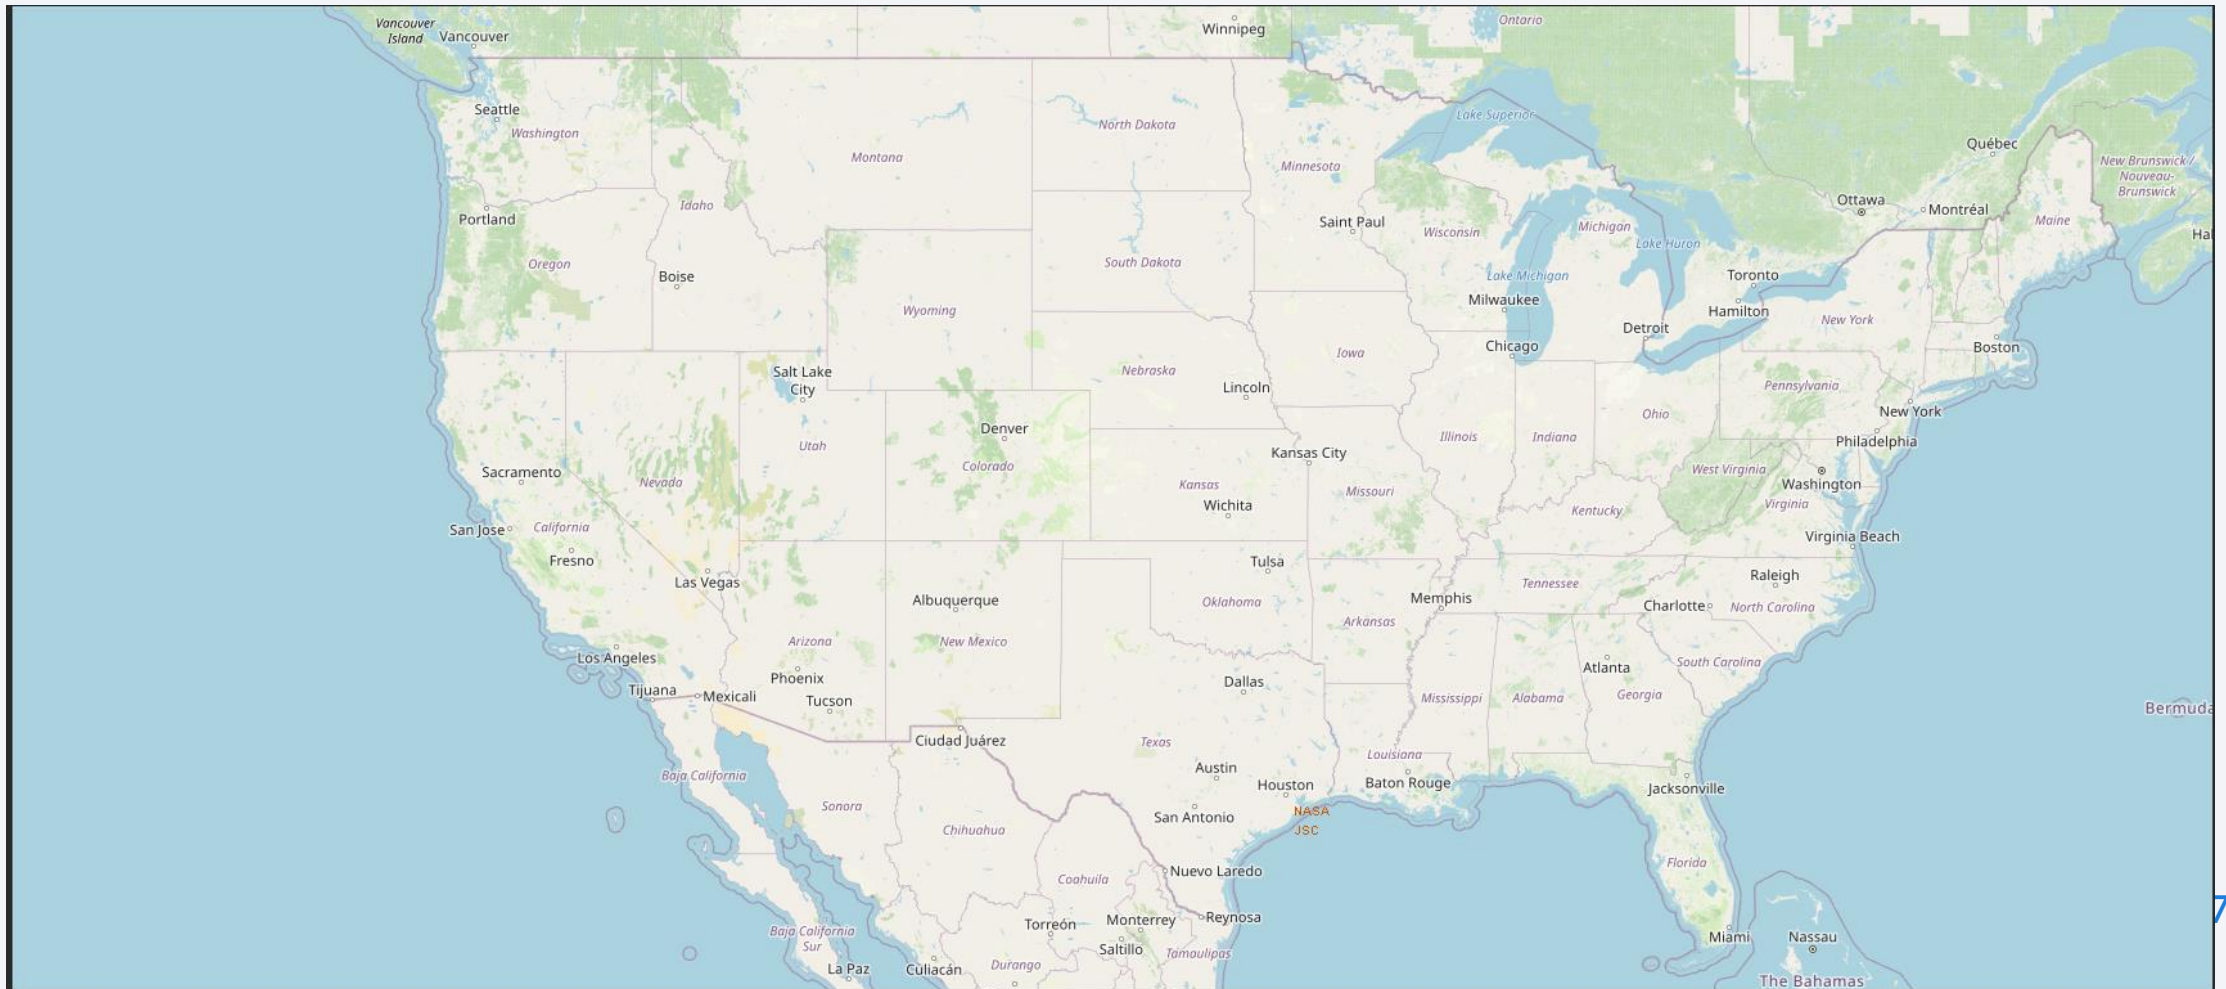 Vancouver
Island
Vancouver
Winnipeg
Ontario
Seattle
Washington
North Dakota
Lake Superior
Québec
Montana
Minnesota
New Brunswick /
Nouveau-
Brunswick
Idaho
Portland
Saint Paul
Wisconsin
Michigan
Ottawa
Montréal
Maine
Hal
Oregon
Boise
South Dakota
Lake Huron
Lake Michigan
Toronto
Wyoming
Milwaukee
Hamilton
New York
Detroit
Chicago
Boston
Iowa
Salt Lake
City
Nebraska
Lincoln
Pennsylvania
New York
Ohio
Denver
Utah
Colorado
Illinois
Indiana
Philadelphia
Kansas City
Sacramento
Nevada
Kansas
Missouri
West Virginia
Washington
Virginia
Wichita
Kentucky
San Jose
California
Virginia Beach
Fresno
Las Vegas
Tulsa
Tennessee
Raleigh
Albuquerque
Oklahoma
Memphis
Charlotte
North Carolina
Arkansas
Arizona
New Mexico
Los Angeles
South Carolina
Atlanta
Phoenix
Dallas
Tijuana
Mexicali
Tucson
Mississippi
Alabama
Georgia
Bermuda
Ciudad Juárez
Texas
Louisiana
Baja California
Austin
Houston
Baton Rouge
Jacksonville
Sonora
NASA
JSC
San Antonio
Chihuahua
Florida
Nuevo Laredo
Coahuila
7
Torreón
Monterrey
Reynosa
Baja California
Sur
Saltillo
Tamaulipas
Miami
Nassau
La Paz
Culiacán
Durango
The Bahamas